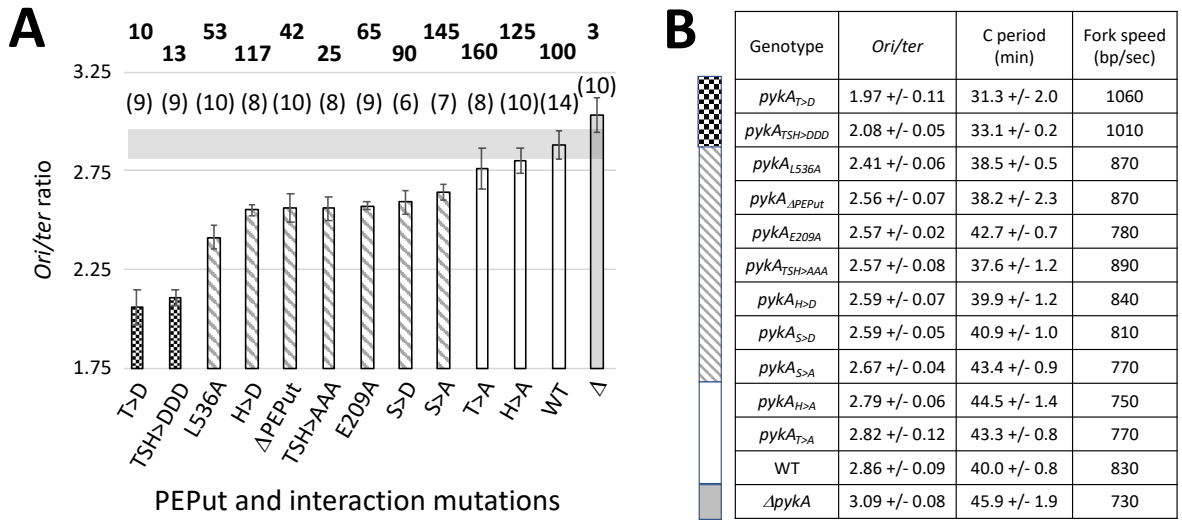 A
10 53 42 65 145 125 3
13 117 25 90 160 100
3.25
(9) (9) (10) (8) (10) (8) (9) (6) (7) (8) (10) (14) (10)
2.75
2.25
1.75
Ori/ter ratio
T>D TSH>DDD L536A H>D ΔPEPut TSH>AAA E209A S>D S>A T>A H>A WT Δ
PEPut and interaction mutations
B
Genotype Ori/ter C period (min) Fork speed (bp/sec)
pykA_T>D 1.97 +/- 0.11 31.3 +/- 2.0 1060
pykA_TSH>DDD 2.08 +/- 0.05 33.1 +/- 0.2 1010
pykA_L536A 2.41 +/- 0.06 38.5 +/- 0.5 870
pykA_ΔPEPut 2.56 +/- 0.07 38.2 +/- 2.3 870
pykA_E209A 2.57 +/- 0.02 42.7 +/- 0.7 780
pykA_TSH>AAA 2.57 +/- 0.08 37.6 +/- 1.2 890
pykA_H>D 2.59 +/- 0.07 39.9 +/- 1.2 840
pykA_S>D 2.59 +/- 0.05 40.9 +/- 1.0 810
pykA_S>A 2.67 +/- 0.04 43.4 +/- 0.9 770
pykA_H>A 2.79 +/- 0.06 44.5 +/- 1.4 750
pykA_T>A 2.82 +/- 0.12 43.3 +/- 0.8 770
WT 2.86 +/- 0.09 40.0 +/- 0.8 830
ΔpykA 3.09 +/- 0.08 45.9 +/- 1.9 730